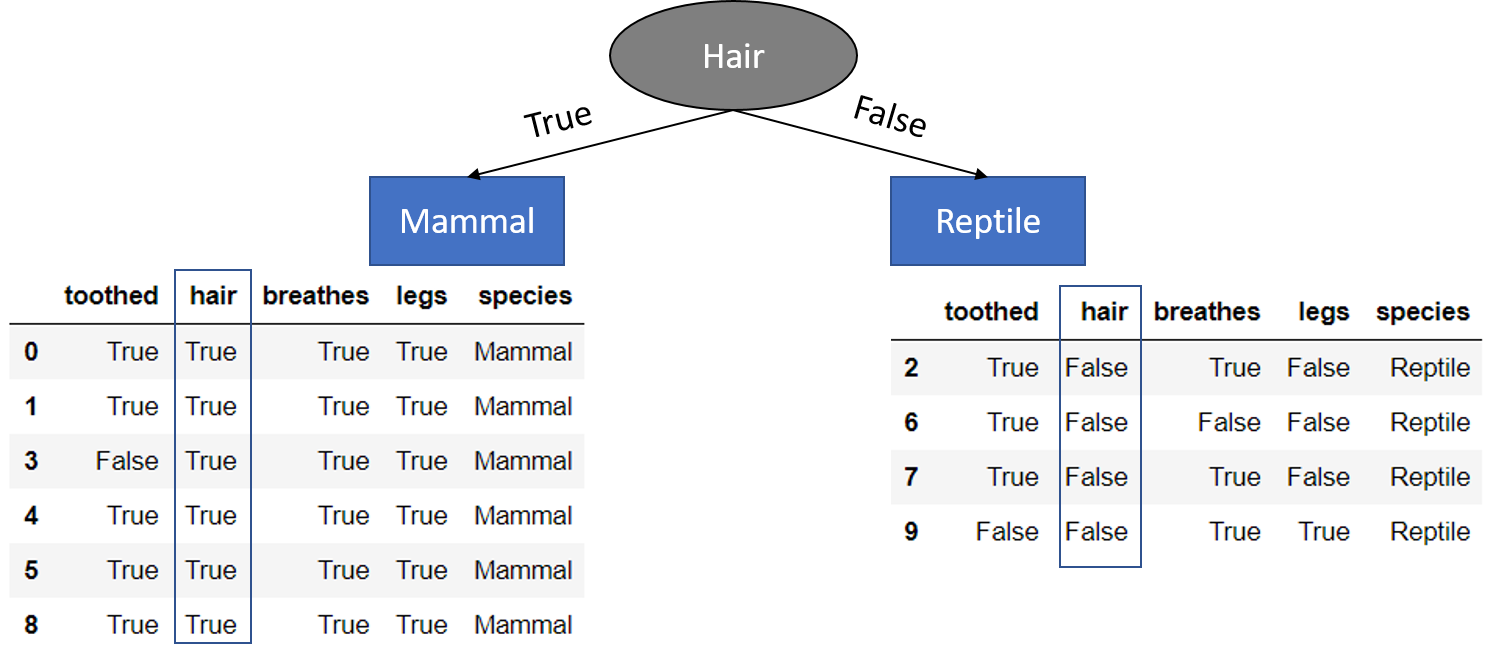 Hair
True
False
Mammal
Reptile
toothed hair breathes legs species
0 True True True True Mammal
1 True True True True Mammal
3 False True True True Mammal
4 True True True True Mammal
5 True True True True Mammal
8 True True True True Mammal
toothed hair breathes legs species
2 True False True False Reptile
6 True False False False Reptile
7 True False True False Reptile
9 False False True True Reptile